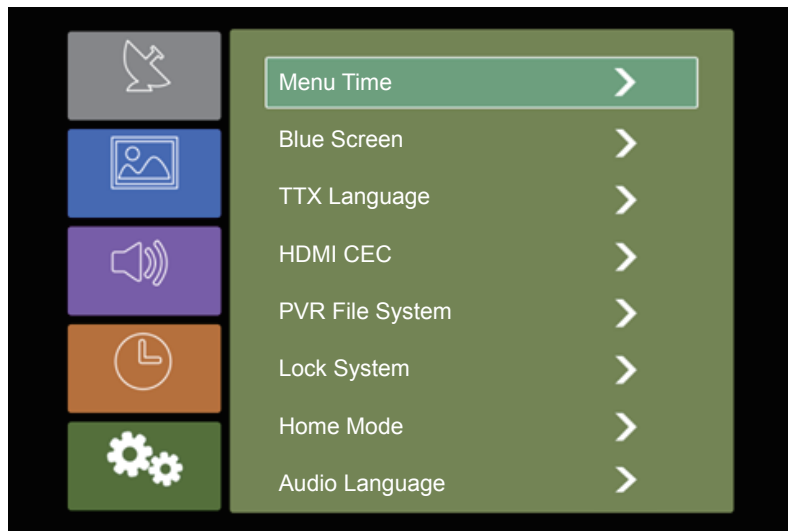 Menu Time
Blue Screen
TTX Language
HDMI CEC
PVR File System
Lock System
Home Mode
Audio Language